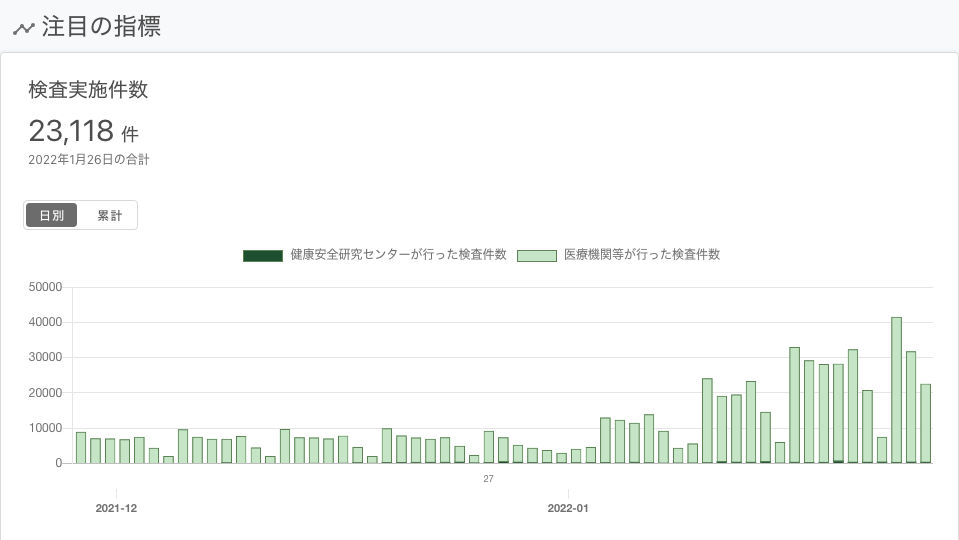 注目の指標
検査実施件数
23,118 件
2022年1月26日の合計
日別 累計
健康安全研究センターが行った検査件数 医療機関等が行った検査件数
50000
40000
30000
20000
10000
0
27
2021-12 2022-01